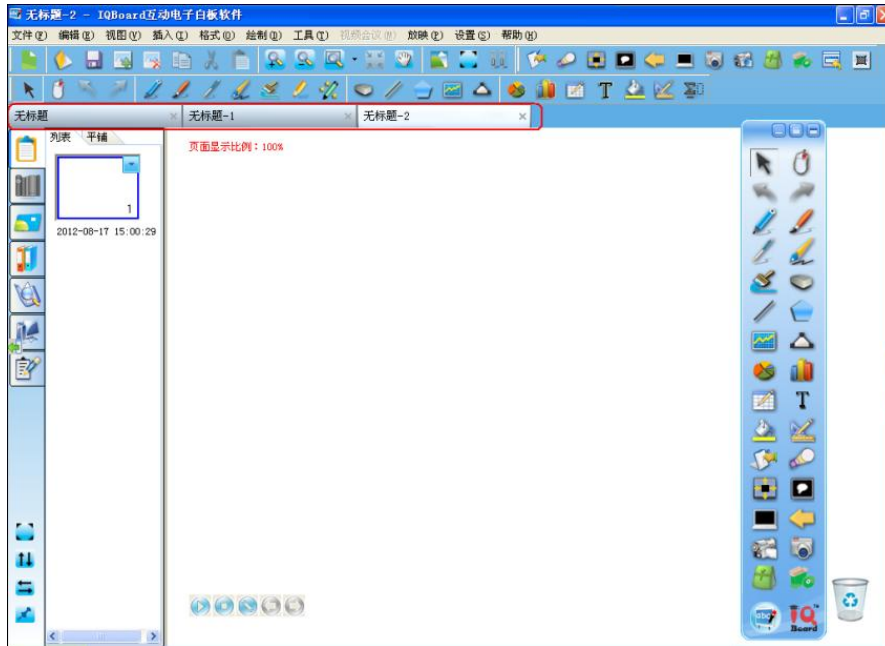 无标题-2 - IQBoard互动电子白板软件
文件(F) 编辑(E) 视图(V) 插入(I) 格式(O) 绘制(D) 工具(T) 视频会议(M) 放映(P) 设置(S) 帮助(H)
无标题 × 无标题-1 × 无标题-2 ×
列表 平铺
页面显示比例：100%
1
2012-08-17 15:00:29
T
T
abc
iQ
Board